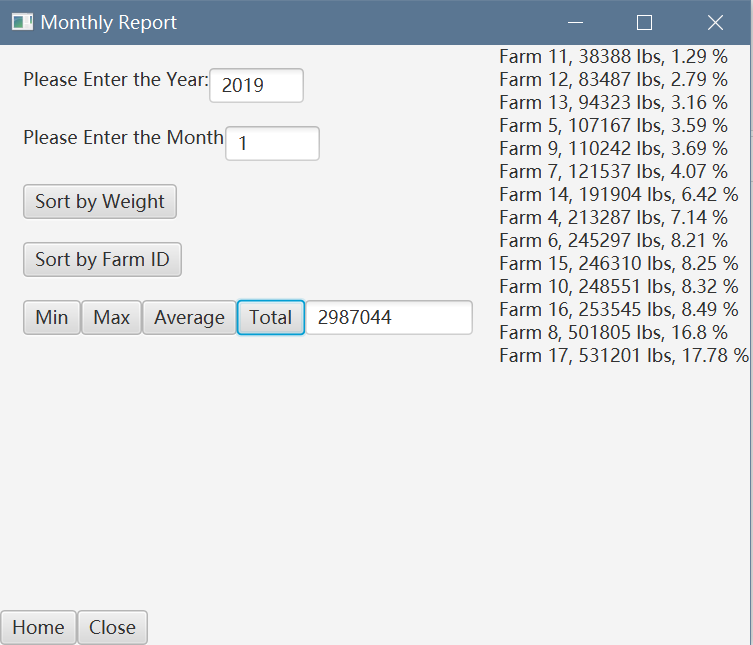 Monthly Report
Please Enter the Year: 2019
Please Enter the Month 1
Sort by Weight
Sort by Farm ID
Min Max Average Total 2987044
Farm 11, 38388 lbs, 1.29 %
Farm 12, 83487 lbs, 2.79 %
Farm 13, 94323 lbs, 3.16 %
Farm 5, 107167 lbs, 3.59 %
Farm 9, 110242 lbs, 3.69 %
Farm 7, 121537 lbs, 4.07 %
Farm 14, 191904 lbs, 6.42 %
Farm 4, 213287 lbs, 7.14 %
Farm 6, 245297 lbs, 8.21 %
Farm 15, 246310 lbs, 8.25 %
Farm 10, 248551 lbs, 8.32 %
Farm 16, 253545 lbs, 8.49 %
Farm 8, 501805 lbs, 16.8 %
Farm 17, 531201 lbs, 17.78 %
Home Close